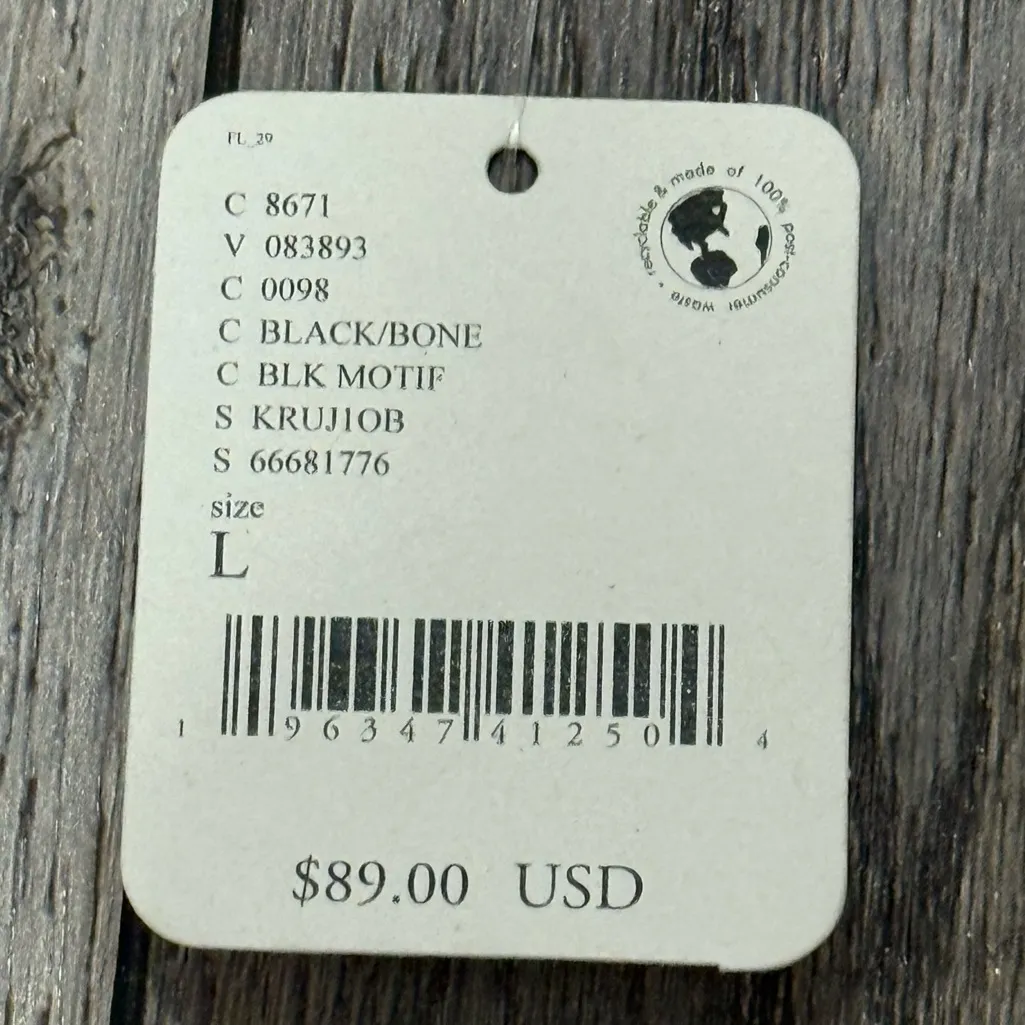 FL_29
recyclable & made of 100% post-consumer waste •
C 8671
V 083893
C 0098
C BLACK/BONE
C BLK MOTIF
S KRUJ1OB
S 66681776
size
L
1 96347 41250 4
$89.00 USD